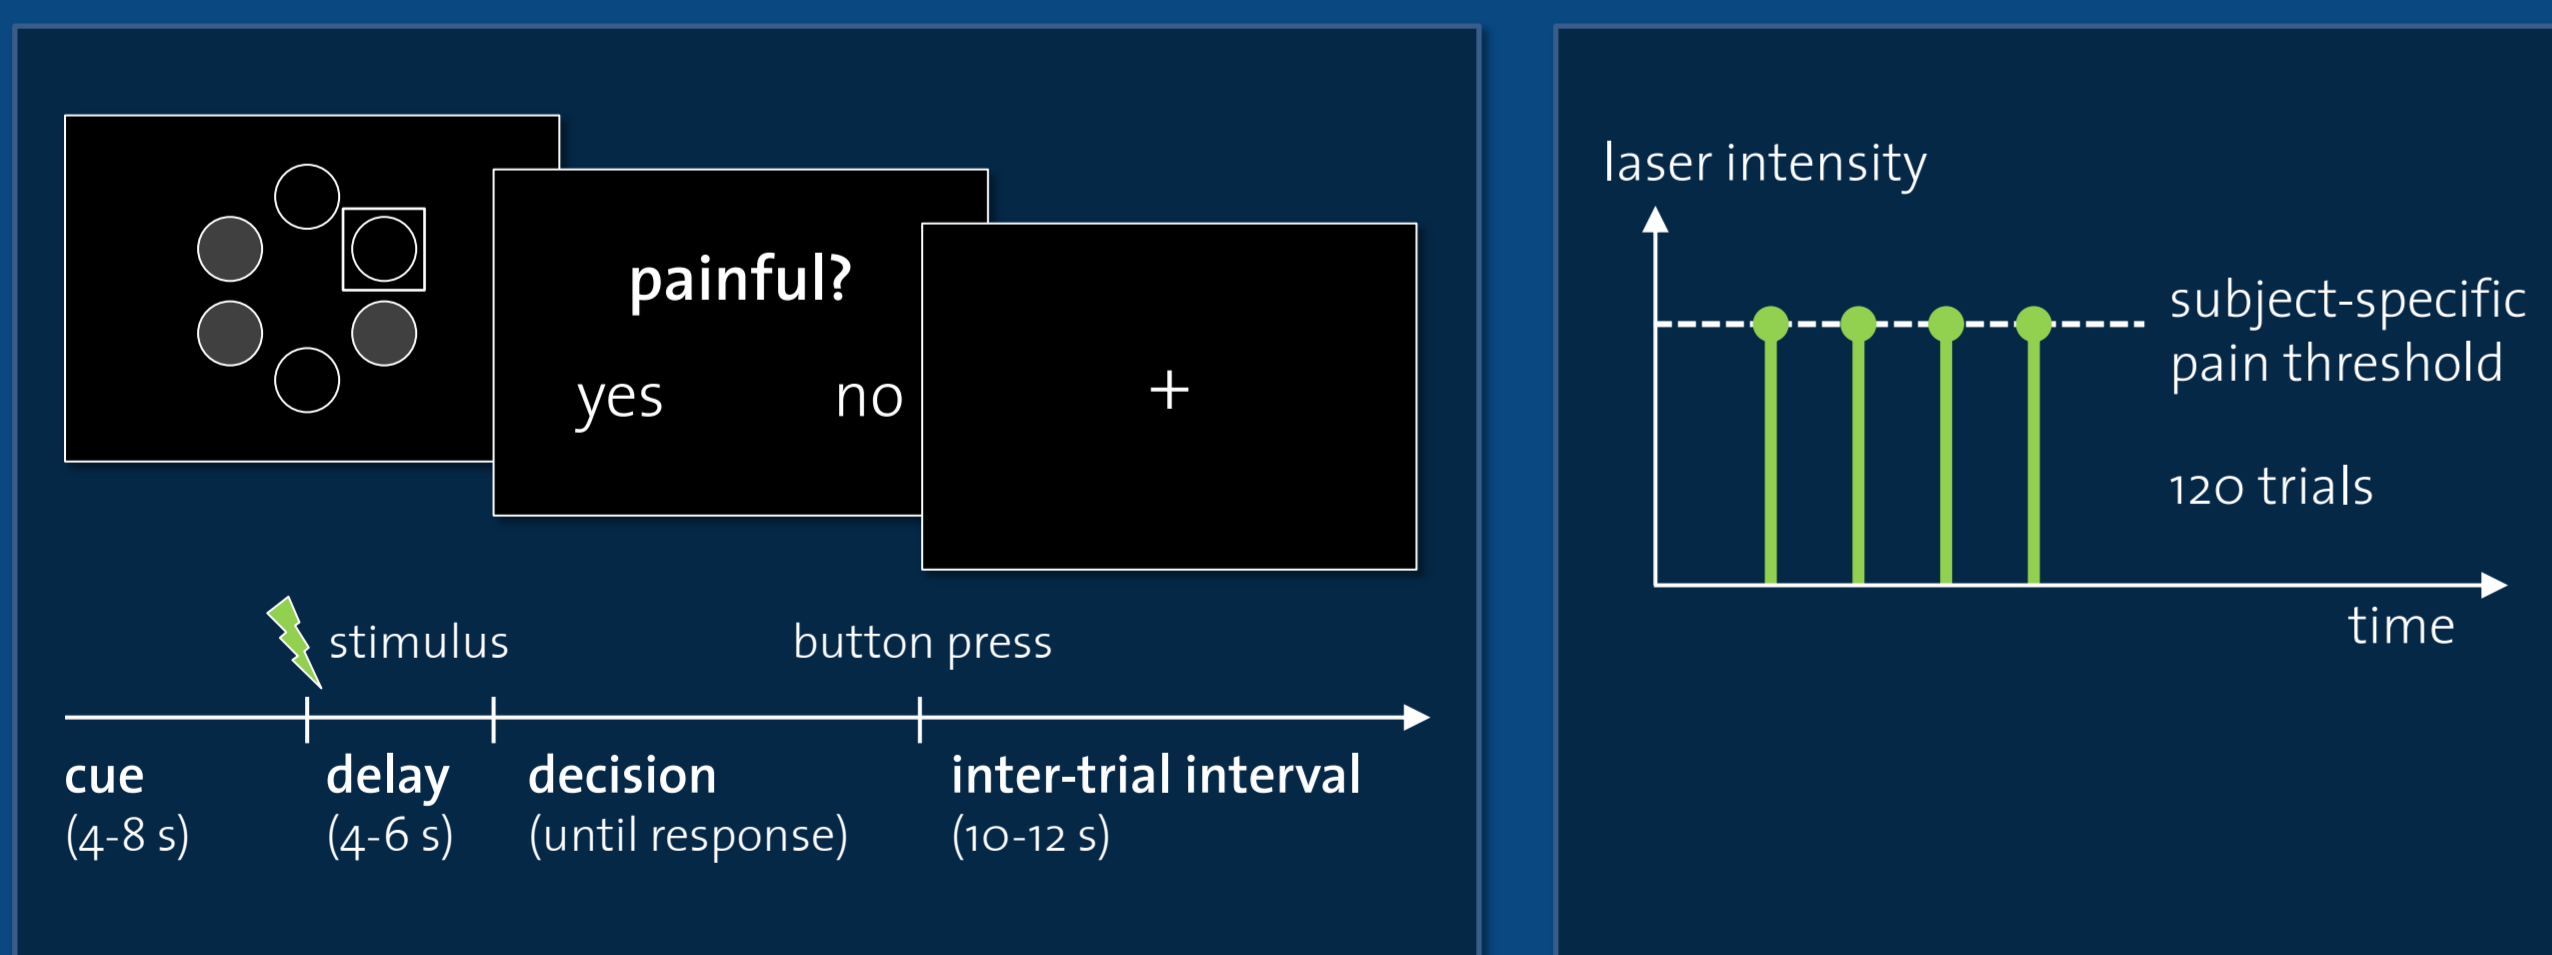 painful?
yes no
+
stimulus button press
cue delay decision inter-trial interval
(4-8 s) (4-6 s) (until response) (10-12 s)
laser intensity
subject-specific
pain threshold
120 trials
time